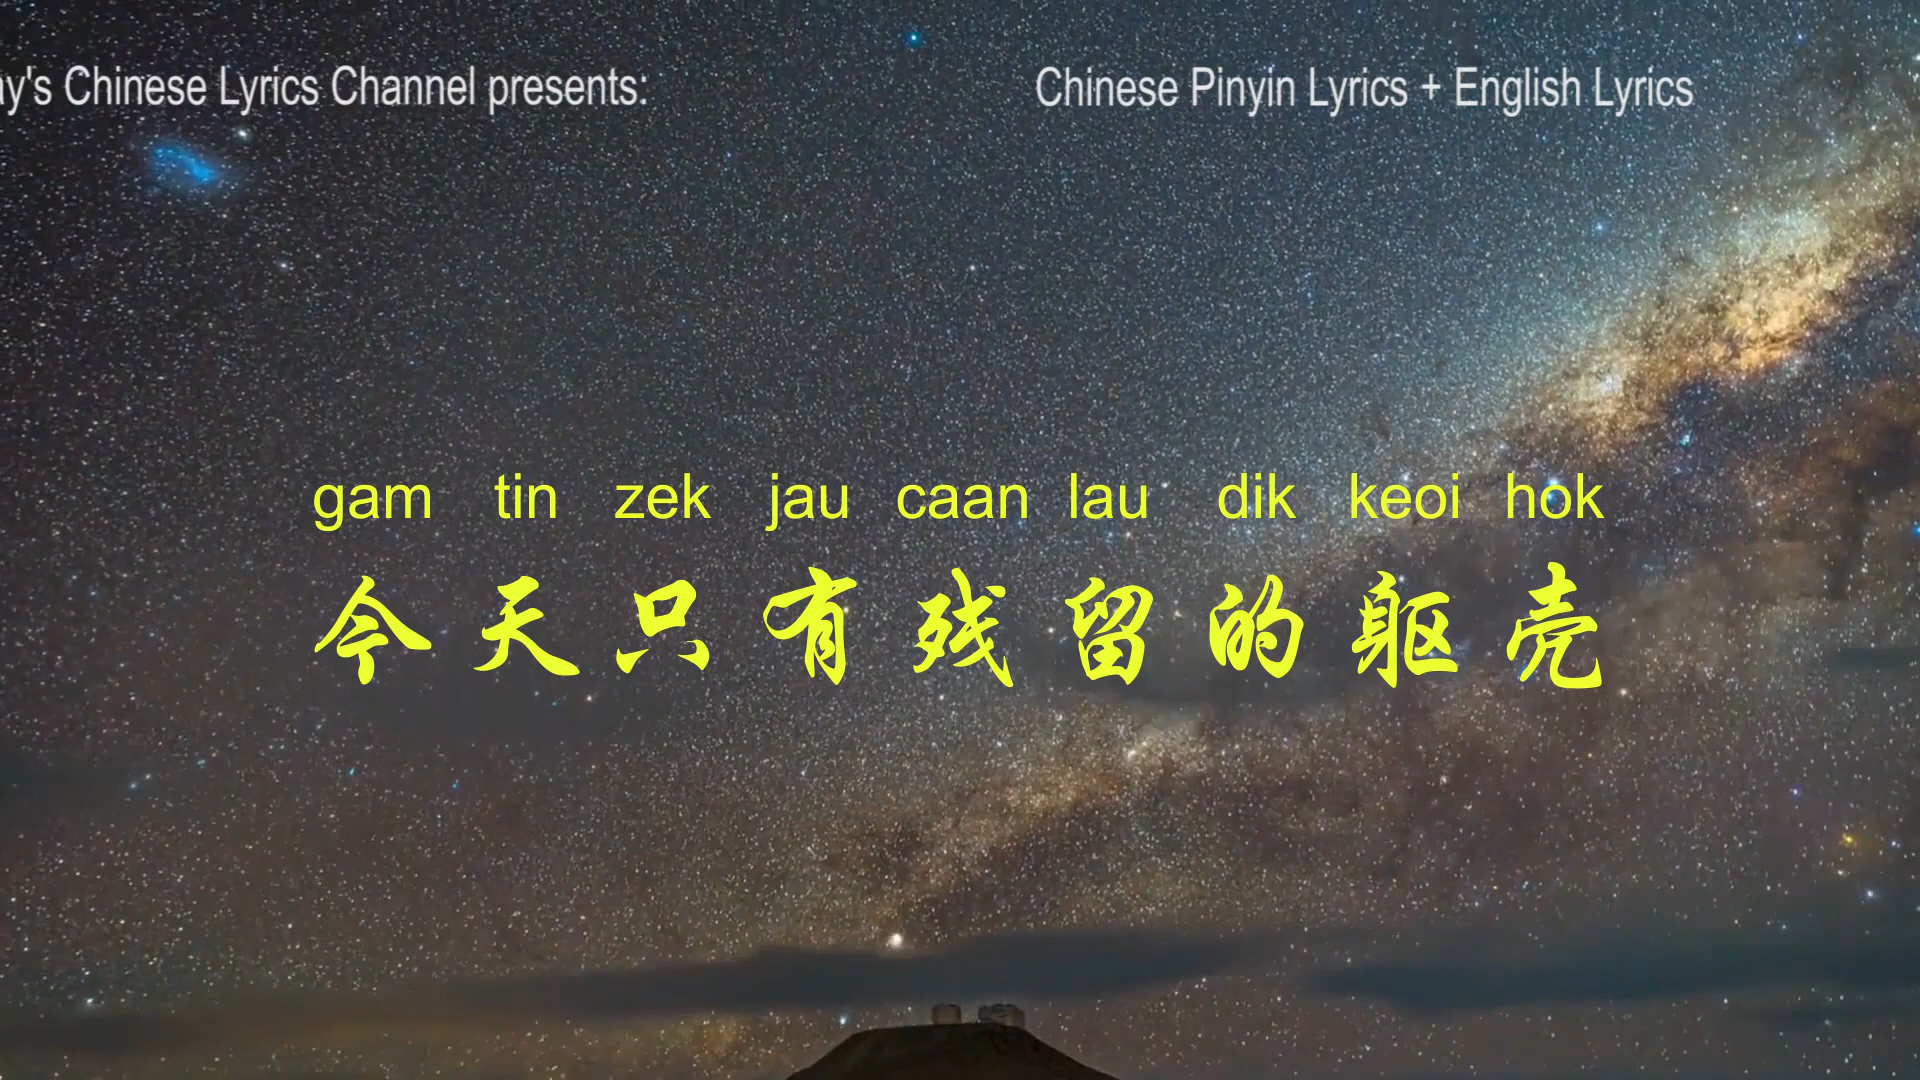 ay's Chinese Lyrics Channel presents: Chinese Pinyin Lyrics + English Lyrics
gam tin zek jau caan lau dik keoi hok
今天只有残留的躯壳